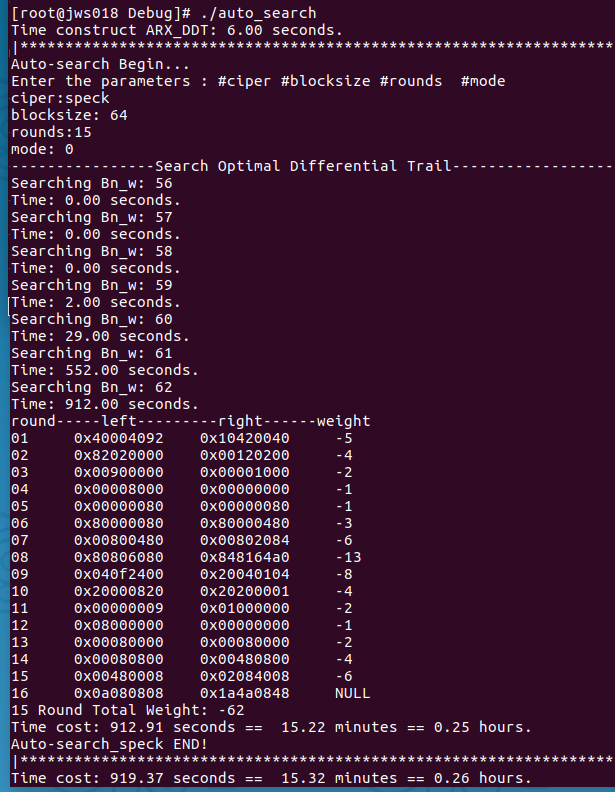 [root@jws018 Debug]# ./auto_search
Time construct ARX_DDT: 6.00 seconds.
|******************************************************************
Auto-search Begin...
Enter the parameters : #ciper #blocksize #rounds  #mode
ciper:speck
blocksize: 64
rounds:15
mode: 0
----------------Search Optimal Differential Trail------------------
Searching Bn_w: 56
Time: 0.00 seconds.
Searching Bn_w: 57
Time: 0.00 seconds.
Searching Bn_w: 58
Time: 0.00 seconds.
Searching Bn_w: 59
Time: 2.00 seconds.
Searching Bn_w: 60
Time: 29.00 seconds.
Searching Bn_w: 61
Time: 552.00 seconds.
Searching Bn_w: 62
Time: 912.00 seconds.
round-----left---------right------weight
01     0x40004092    0x10420040     -5
02     0x82020000    0x00120200     -4
03     0x00900000    0x00001000     -2
04     0x00008000    0x00000000     -1
05     0x00000080    0x00000080     -1
06     0x80000080    0x80000480     -3
07     0x00800480    0x00802084     -6
08     0x80806080    0x848164a0     -13
09     0x040f2400    0x20040104     -8
10     0x20000820    0x20200001     -4
11     0x00000009    0x01000000     -2
12     0x08000000    0x00000000     -1
13     0x00080000    0x00080000     -2
14     0x00080800    0x00480800     -4
15     0x00480008    0x02084008     -6
16     0x0a080808    0x1a4a0848     NULL
15 Round Total Weight: -62
Time cost: 912.91 seconds ==  15.22 minutes == 0.25 hours.
Auto-search_speck END!
|******************************************************************
Time cost: 919.37 seconds ==  15.32 minutes == 0.26 hours.